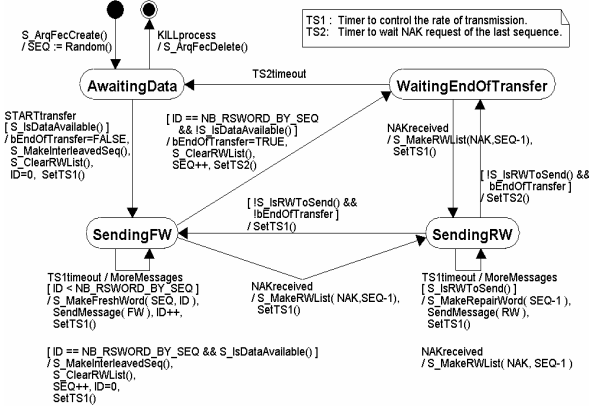 TS1 : Timer to control the rate of transmission.
TS2: Timer to wait NAK request of the last sequence.
S_ArqFecCreate()
/ SEQ := Random()
KILLprocess
/ S_ArqFecDelete()
AwaitingData
TS2timeout
WaitingEndOfTransfer
STARTtransfer
[ S_IsDataAvailable() ]
/ bEndOfTransfer=FALSE,
S_MakeInterleavedSeq(),
S_ClearRWList(),
ID=0, SetTS1()
[ ID == NB_RSWORD_BY_SEQ
&& !S_IsDataAvailable() ]
/ bEndOfTransfer=TRUE,
S_ClearRWList(),
SEQ++, SetTS2()
NAKreceived
/ S_MakeRWList(NAK,SEQ-1),
SetTS1()
[ !S_IsRWToSend() &&
bEndOfTransfer ]
/ SetTS2()
[ !S_IsRWToSend() &&
!bEndOfTransfer ]
/ SetTS1()
SendingFW
SendingRW
TS1timeout / MoreMessages
[ ID < NB_RSWORD_BY_SEQ ]
/ S_MakeFreshWord( SEQ, ID ),
SendMessage( FW ), ID++,
SetTS1()
NAKreceived
/ S_MakeRWList( NAK,SEQ-1),
SetTS1()
TS1timeout / MoreMessages
[ S_IsRWToSend() ]
/ S_MakeRepairWord( SEQ-1 ),
SendMessage( RW ),
SetTS1()
[ ID == NB_RSWORD_BY_SEQ && S_IsDataAvailable() ]
/ S_MakeInterleavedSeq(),
S_ClearRWList(),
SEQ++, ID=0,
SetTS1()
NAKreceived
/ S_MakeRWList( NAK, SEQ-1 )